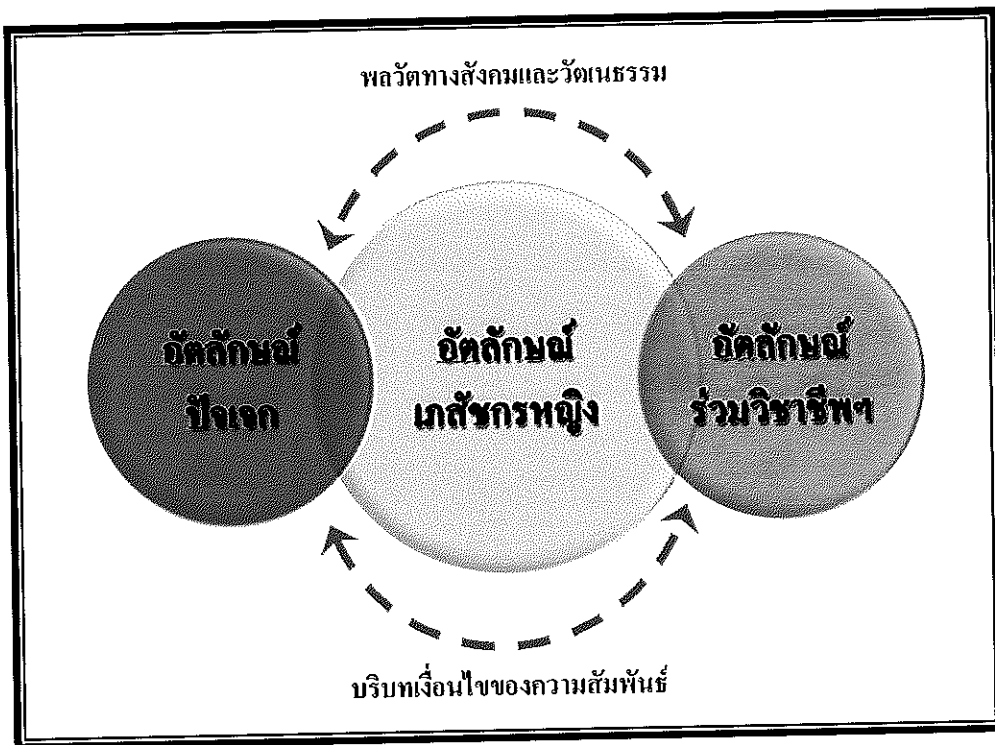 พลวัตทางสังคมและวัฒนธรรม
อัตลักษณ์
ปัจเจก
อัตลักษณ์
เภสัชกรหญิง
อัตลักษณ์
ร่วมวิชาชีพฯ
บริบทเงื่อนไขของความสัมพันธ์